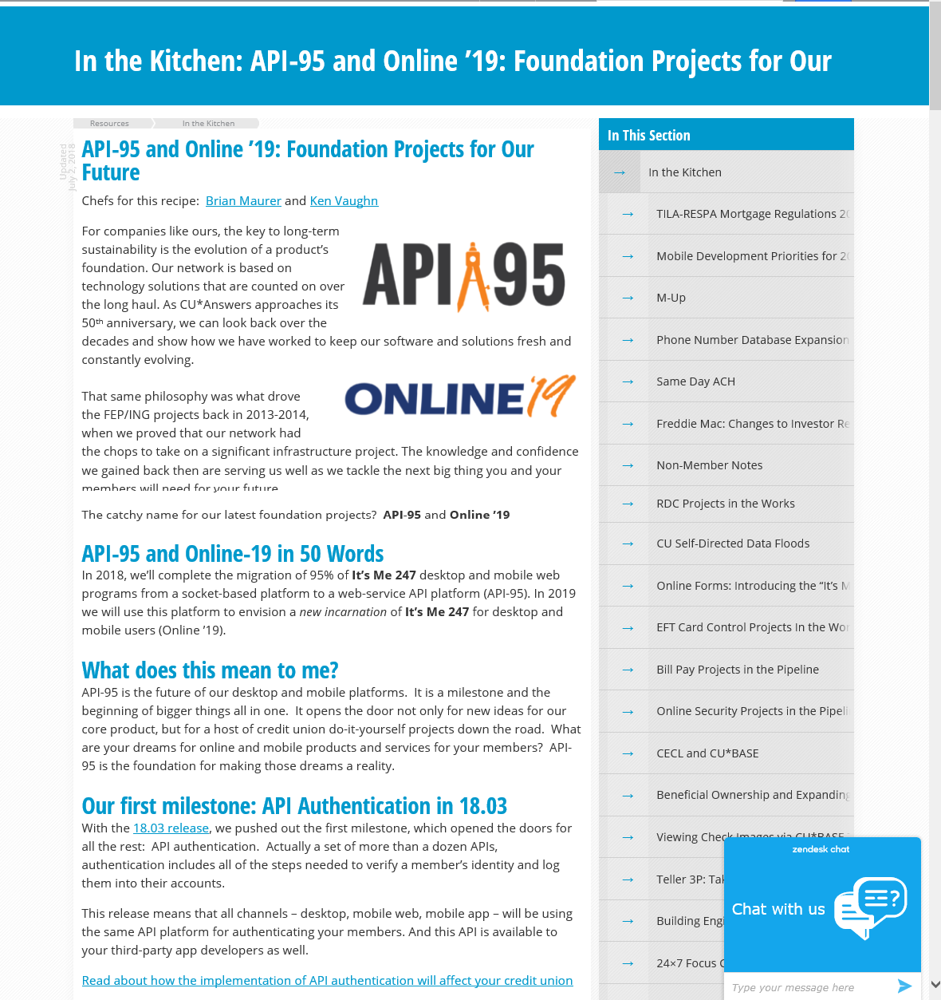 In the Kitchen: API-95 and Online ’19: Foundation Projects for Our
Resources
In the Kitchen
Updated
July 2, 2018
API-95 and Online ’19: Foundation Projects for Our
Future
Chefs for this recipe:  Brian Maurer and Ken Vaughn
For companies like ours, the key to long-term
sustainability is the evolution of a product’s
foundation. Our network is based on
technology solutions that are counted on over
the long haul. As CU*Answers approaches its
50th anniversary, we can look back over the
decades and show how we have worked to keep our software and solutions fresh and
constantly evolving.
API 95
That same philosophy was what drove
the FEP/ING projects back in 2013-2014,
when we proved that our network had
the chops to take on a significant infrastructure project. The knowledge and confidence
we gained back then are serving us well as we tackle the next big thing you and your
members will need for your future.
ONLINE'19
The catchy name for our latest foundation projects?  API-95 and Online ’19
API-95 and Online-19 in 50 Words
In 2018, we’ll complete the migration of 95% of It’s Me 247 desktop and mobile web
programs from a socket-based platform to a web-service API platform (API-95). In 2019
we will use this platform to envision a new incarnation of It’s Me 247 for desktop and
mobile users (Online ’19).
What does this mean to me?
API-95 is the future of our desktop and mobile platforms.  It is a milestone and the
beginning of bigger things all in one.  It opens the door not only for new ideas for our
core product, but for a host of credit union do-it-yourself projects down the road.  What
are your dreams for online and mobile products and services for your members?  API-
95 is the foundation for making those dreams a reality.
Our first milestone: API Authentication in 18.03
With the 18.03 release, we pushed out the first milestone, which opened the doors for
all the rest:  API authentication.  Actually a set of more than a dozen APIs,
authentication includes all of the steps needed to verify a member’s identity and log
them into their accounts.
This release means that all channels – desktop, mobile web, mobile app – will be using
the same API platform for authenticating your members. And this API is available to
your third-party app developers as well.
Read about how the implementation of API authentication will affect your credit union
In This Section
→ In the Kitchen
→ TILA-RESPA Mortgage Regulations 20
→ Mobile Development Priorities for 20
→ M-Up
→ Phone Number Database Expansion
→ Same Day ACH
→ Freddie Mac: Changes to Investor Re
→ Non-Member Notes
→ RDC Projects in the Works
→ CU Self-Directed Data Floods
→ Online Forms: Introducing the “It’s M
→ EFT Card Control Projects In the Wor
→ Bill Pay Projects in the Pipeline
→ Online Security Projects in the Pipeli
→ CECL and CU*BASE
→ Beneficial Ownership and Expanding
→ Viewing Check Images via CU*BASE
→ Teller 3P: Tak
→ Building Engi
→ 24×7 Focus
zendesk chat
Chat with us
Type your message here